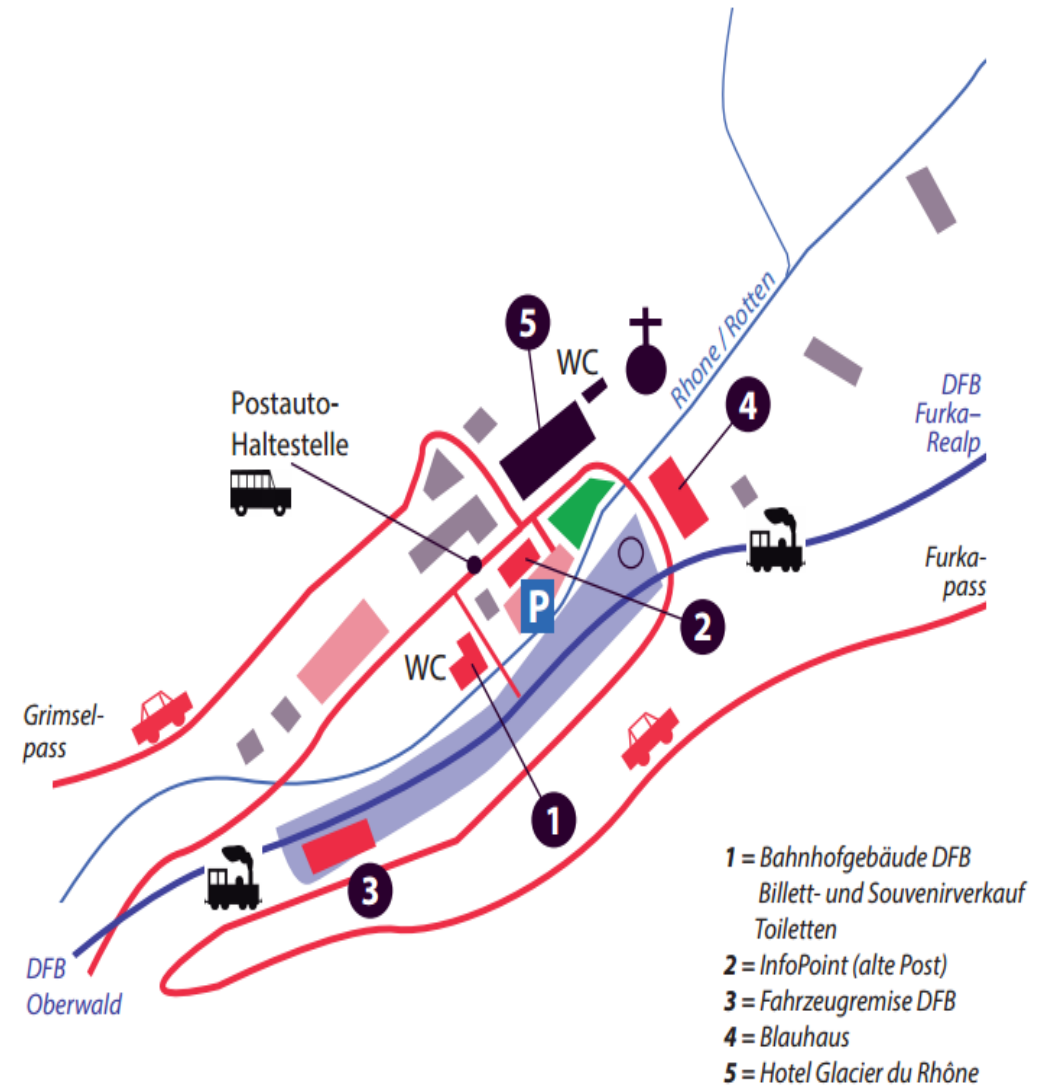 5
WC
Rhone / Rotten
4
Postauto-
Haltestelle
DFB
Furka–
Realp
Furka-
pass
P
2
WC
Grimsel-
pass
1
3
DFB
Oberwald
1 = Bahnhofgebäude DFB
Billett- und Souvenirverkauf
Toiletten
2 = InfoPoint (alte Post)
3 = Fahrzeugremise DFB
4 = Blauhaus
5 = Hotel Glacier du Rhône